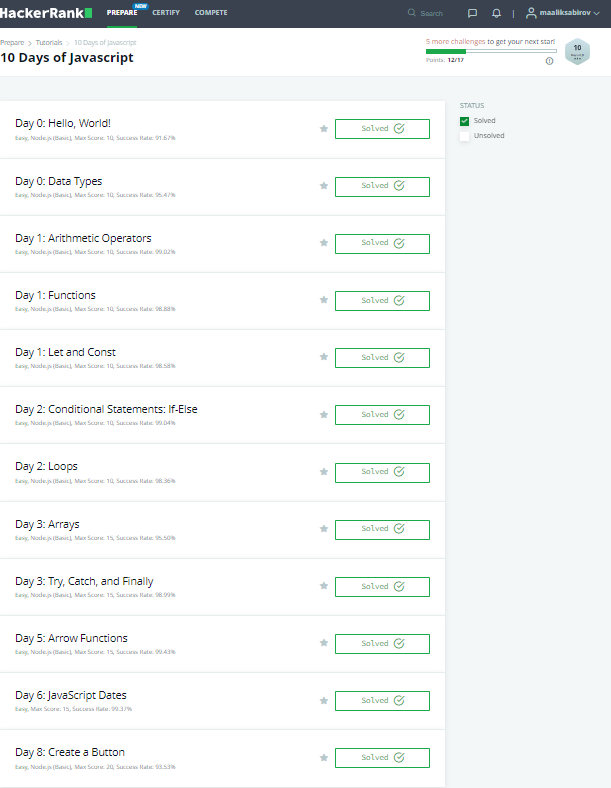 HackerRank
PREPARE
NEW
CERTIFY
COMPETE
Search
maaliksabirov
Prepare > Tutorials > 10 Days of Javascript
10 Days of Javascript
5 more challenges to get your next star!
Points: 12/17
10
STATUS
Solved
Unsolved
Day 0: Hello, World!
Easy, Node.js (Basic), Max Score: 10, Success Rate: 91.67%
Solved
Day 0: Data Types
Easy, Node.js (Basic), Max Score: 10, Success Rate: 95.47%
Solved
Day 1: Arithmetic Operators
Easy, Node.js (Basic), Max Score: 10, Success Rate: 99.02%
Solved
Day 1: Functions
Easy, Node.js (Basic), Max Score: 10, Success Rate: 98.88%
Solved
Day 1: Let and Const
Easy, Node.js (Basic), Max Score: 10, Success Rate: 98.58%
Solved
Day 2: Conditional Statements: If-Else
Easy, Node.js (Basic), Max Score: 10, Success Rate: 99.04%
Solved
Day 2: Loops
Easy, Node.js (Basic), Max Score: 10, Success Rate: 98.36%
Solved
Day 3: Arrays
Easy, Node.js (Basic), Max Score: 15, Success Rate: 95.50%
Solved
Day 3: Try, Catch, and Finally
Easy, Node.js (Basic), Max Score: 15, Success Rate: 98.99%
Solved
Day 5: Arrow Functions
Easy, Node.js (Basic), Max Score: 15, Success Rate: 99.43%
Solved
Day 6: JavaScript Dates
Easy, Max Score: 15, Success Rate: 99.37%
Solved
Day 8: Create a Button
Easy, Node.js (Basic), Max Score: 20, Success Rate: 93.53%
Solved